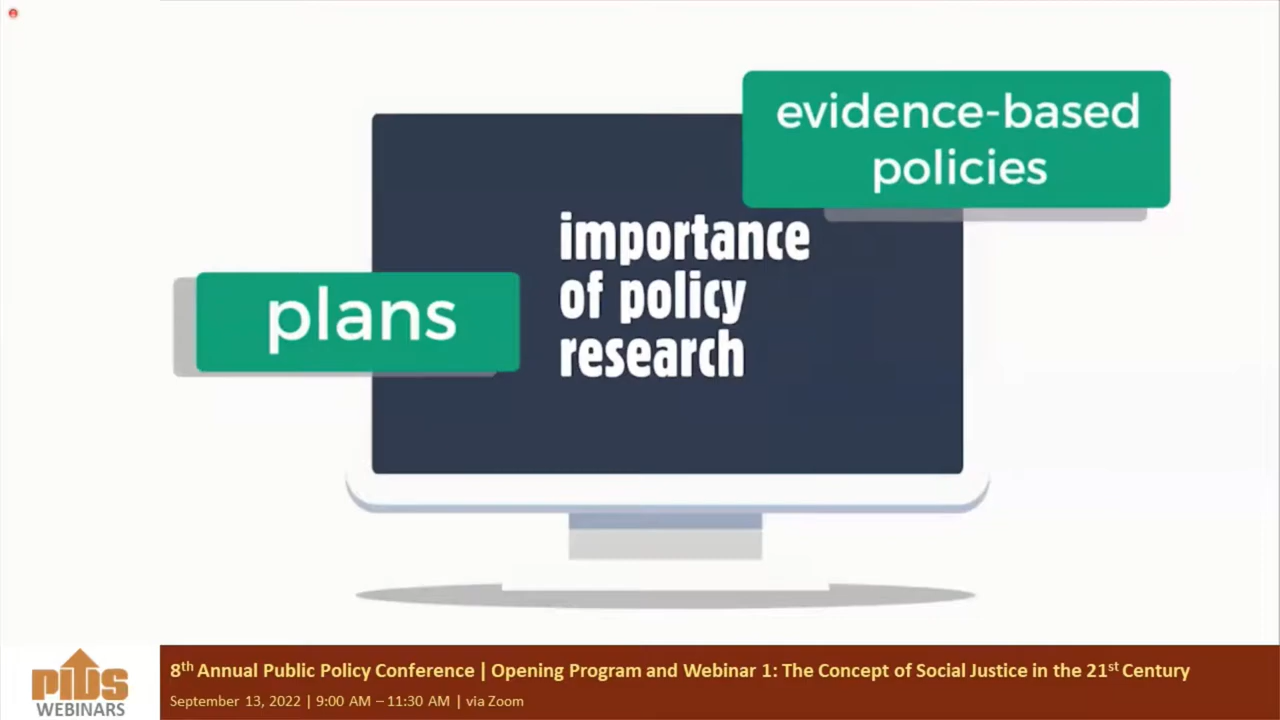 evidence-based
policies
importance
of policy
research
plans
pids
WEBINARS
8th Annual Public Policy Conference | Opening Program and Webinar 1: The Concept of Social Justice in the 21st Century
September 13, 2022 | 9:00 AM – 11:30 AM | via Zoom